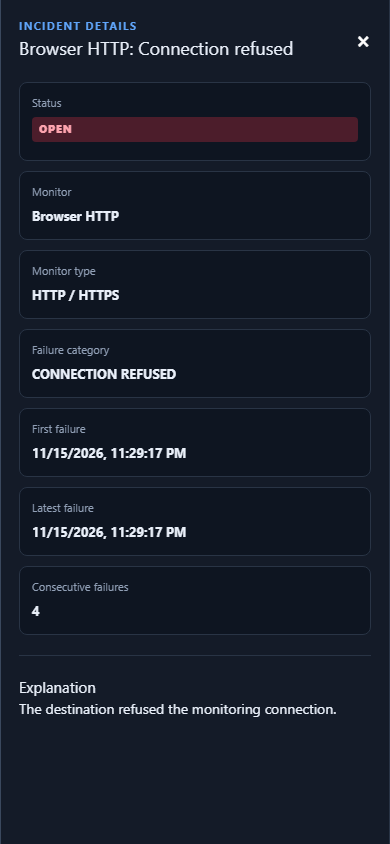 INCIDENT DETAILS
Browser HTTP: Connection refused
×
Status
OPEN
Monitor
Browser HTTP
Monitor type
HTTP / HTTPS
Failure category
CONNECTION REFUSED
First failure
11/15/2026, 11:29:17 PM
Latest failure
11/15/2026, 11:29:17 PM
Consecutive failures
4
Explanation
The destination refused the monitoring connection.